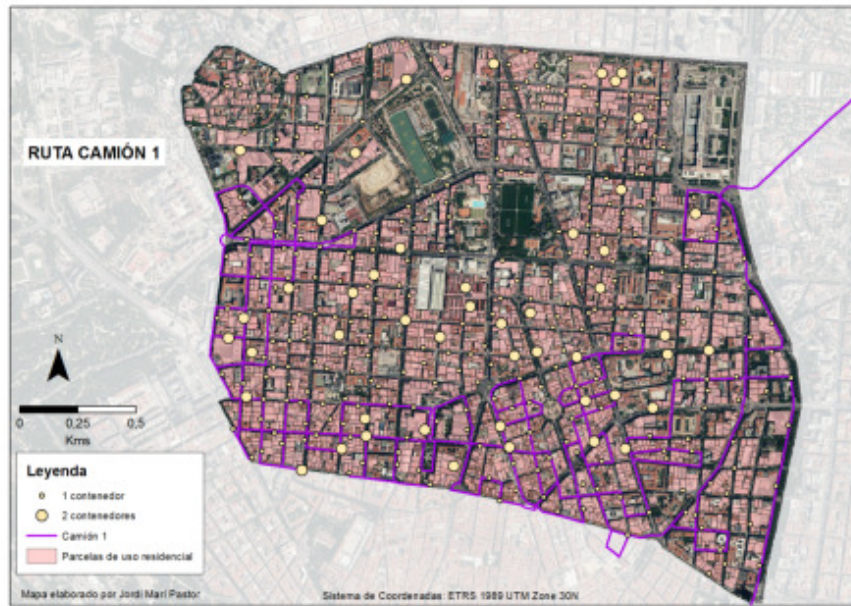 RUTA CAMIÓN 1
N
0 0,25 0,5
Kms
Leyenda
1 contenedor
2 contenedores
Camión 1
Parcelas de uso residencial
Mapa elaborado por Jordi Marí Pastor
Sistema de Coordenadas: ETRS 1989 UTM Zone 30N